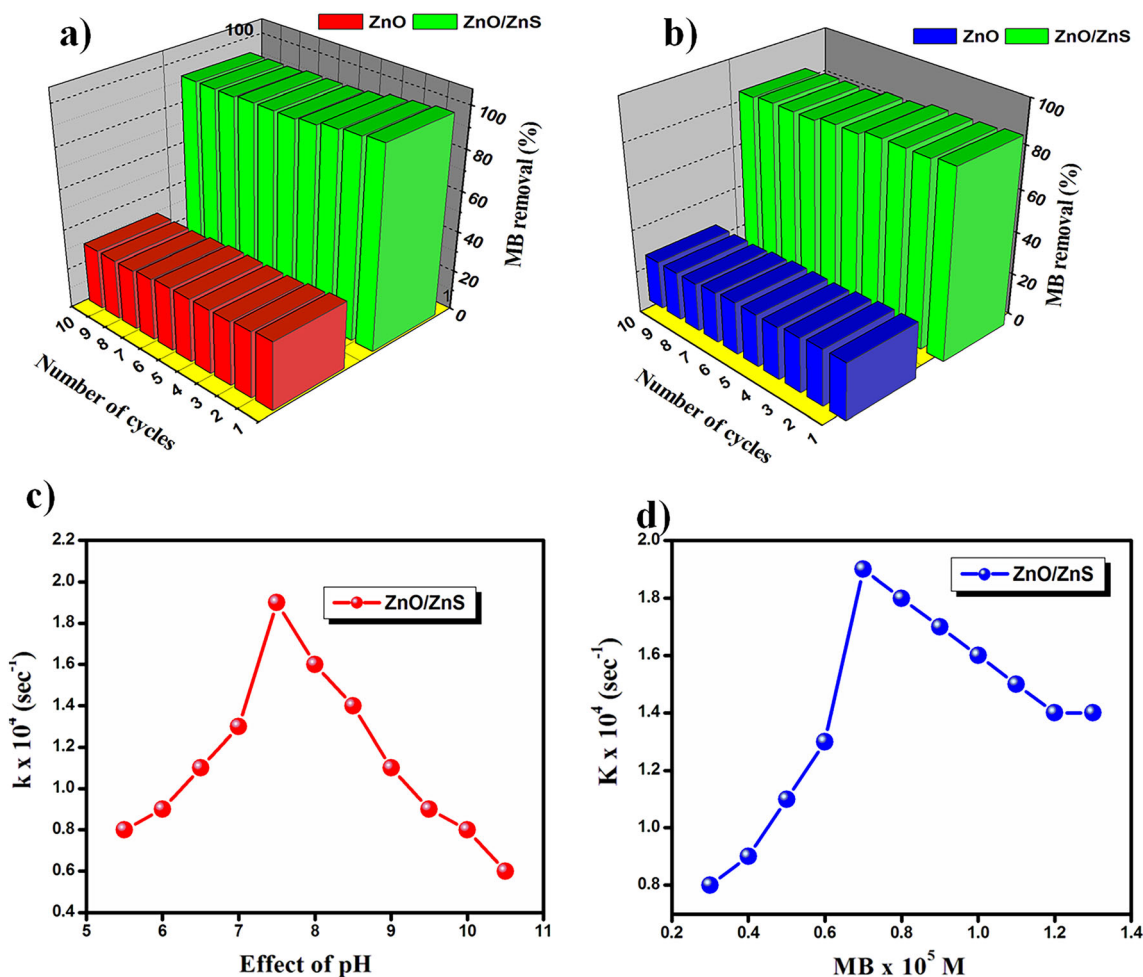 a)
ZnO
ZnO/ZnS
100
100
80
60
40
20
0
1
MB removal (%)
10
9
8
7
6
5
4
3
2
1
Number of cycles
b)
ZnO
ZnO/ZnS
100
80
60
40
20
0
MB removal (%)
10
9
8
7
6
5
4
3
2
1
Number of cycles
c)
2.2
2.0
1.8
1.6
1.4
1.2
1.0
0.8
0.6
0.4
k x 10⁴ (sec⁻¹)
ZnO/ZnS
5 6 7 8 9 10 11
Effect of pH
d)
2.0
1.8
1.6
1.4
1.2
1.0
0.8
K x 10⁴ (sec⁻¹)
ZnO/ZnS
0.2 0.4 0.6 0.8 1.0 1.2 1.4
MB x 10⁵ M